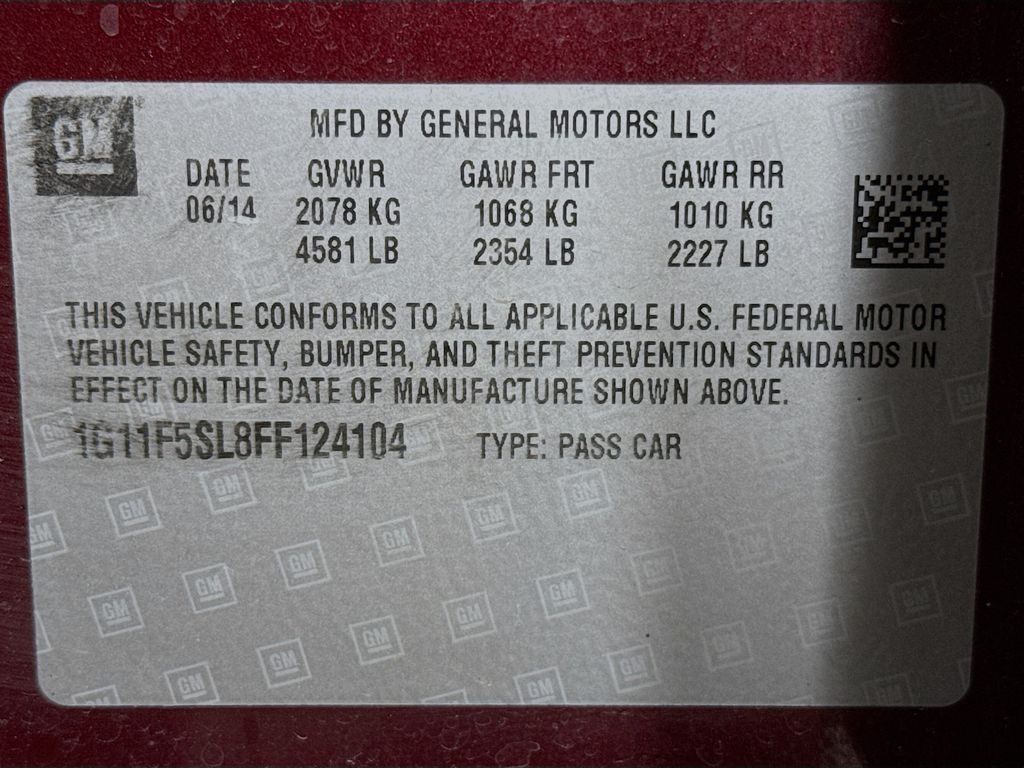 GM
MFD BY GENERAL MOTORS LLC
DATE GVWR GAWR FRT GAWR RR
06/14 2078 KG 1068 KG 1010 KG
4581 LB 2354 LB 2227 LB
THIS VEHICLE CONFORMS TO ALL APPLICABLE U.S. FEDERAL MOTOR
VEHICLE SAFETY, BUMPER, AND THEFT PREVENTION STANDARDS IN
EFFECT ON THE DATE OF MANUFACTURE SHOWN ABOVE.
1G11F5SL8FF124104 TYPE: PASS CAR